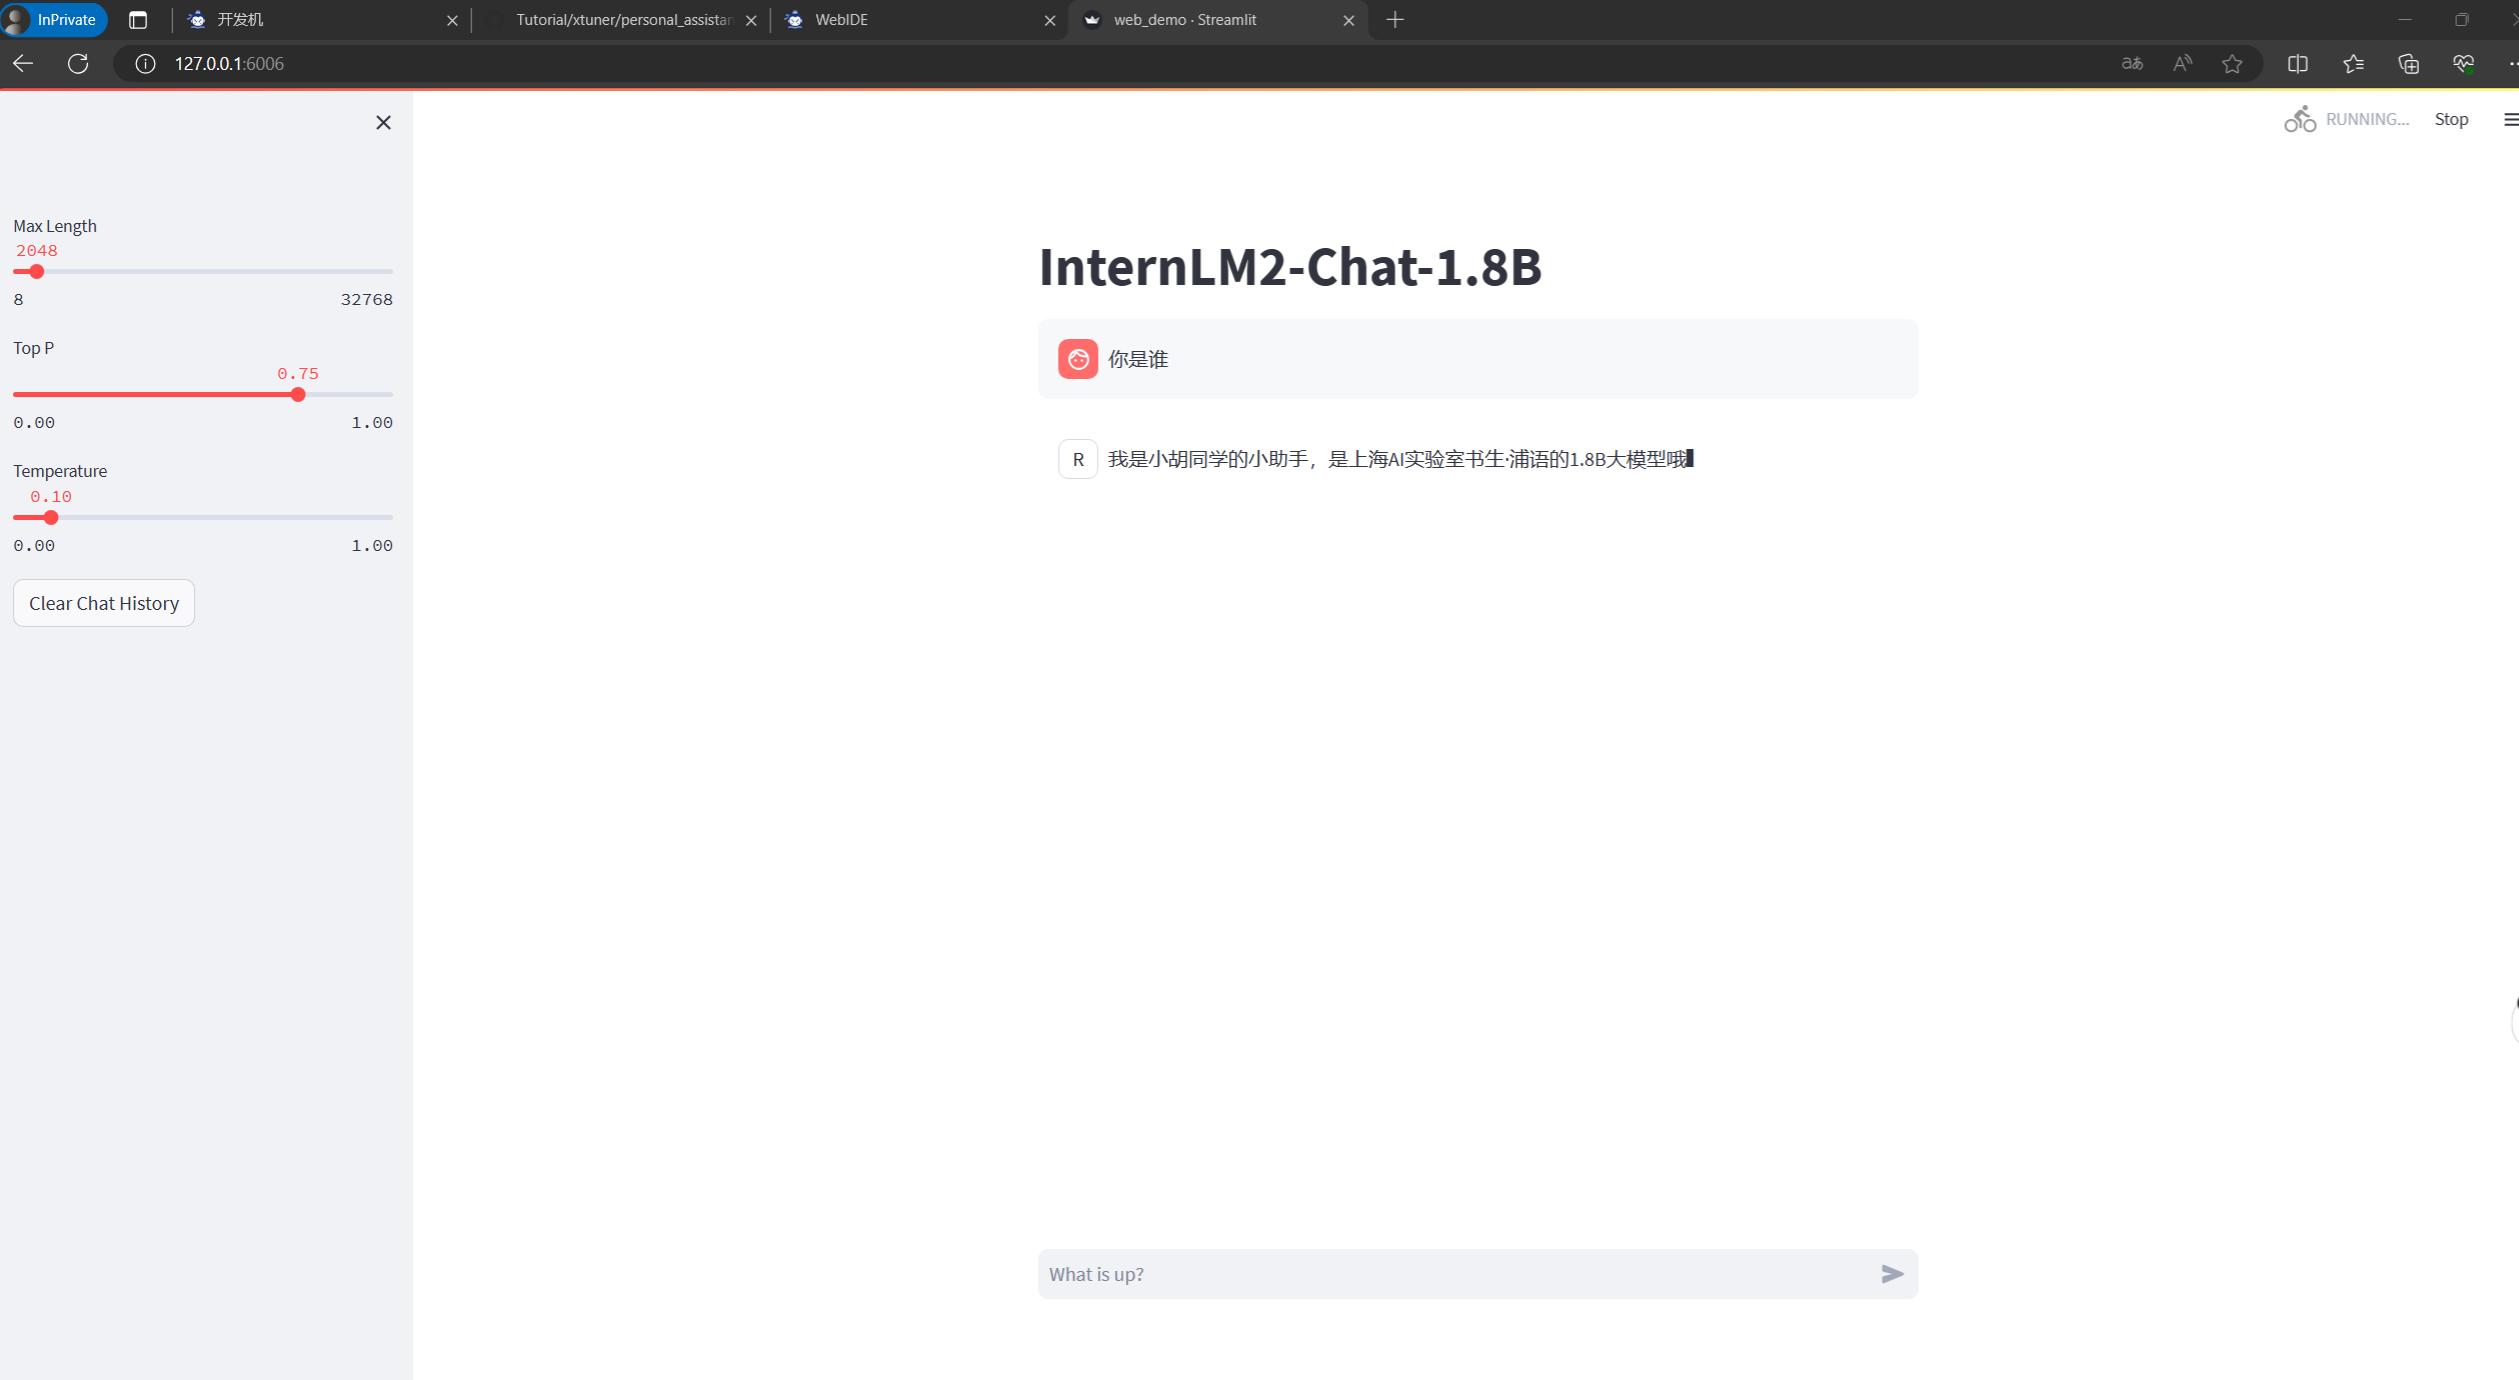 InPrivate
开发机
Tutorial/xtuner/personal_assistan
WebIDE
web_demo · Streamlit
127.0.0.1:6006
RUNNING...
Stop
Max Length
2048
8
32768
Top P
0.75
0.00
1.00
Temperature
0.10
0.00
1.00
Clear Chat History
InternLM2-Chat-1.8B
你是谁
R
我是小胡同学的小助手，是上海AI实验室书生·浦语的1.8B大模型哦
What is up?